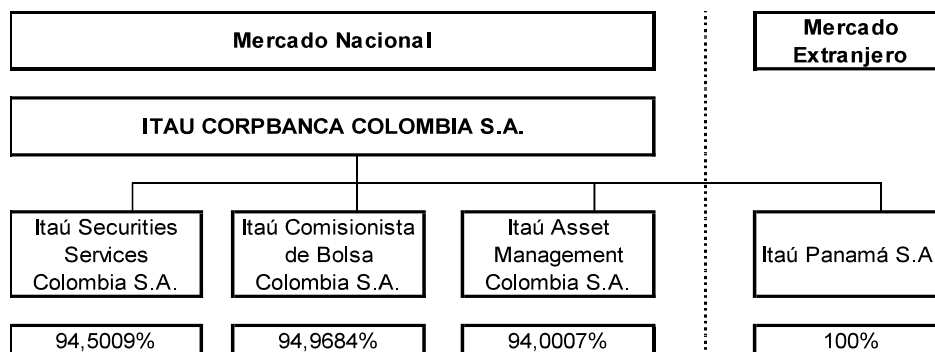 Mercado Nacional
Mercado
Extranjero
ITAU CORPBANCA COLOMBIA S.A.
Itaú Securities
Services
Colombia S.A.
Itaú Comisionista
de Bolsa
Colombia S.A.
Itaú Asset
Management
Colombia S.A.
Itaú Panamá S.A
94,5009%
94,9684%
94,0007%
100%